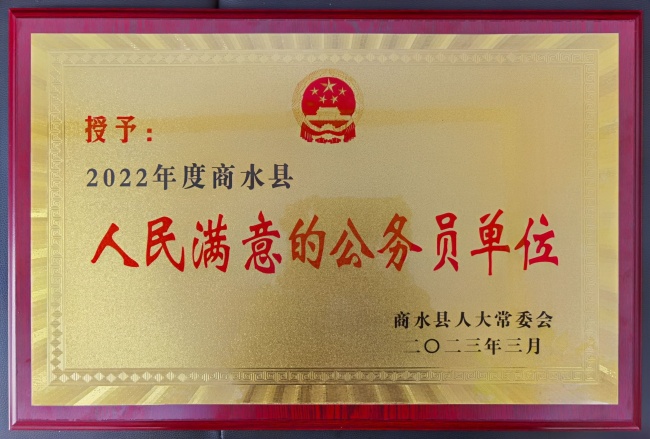 授予：
2022年度商水县
人民满意的公务员单位
商水县人大常委会
二〇二三年三月